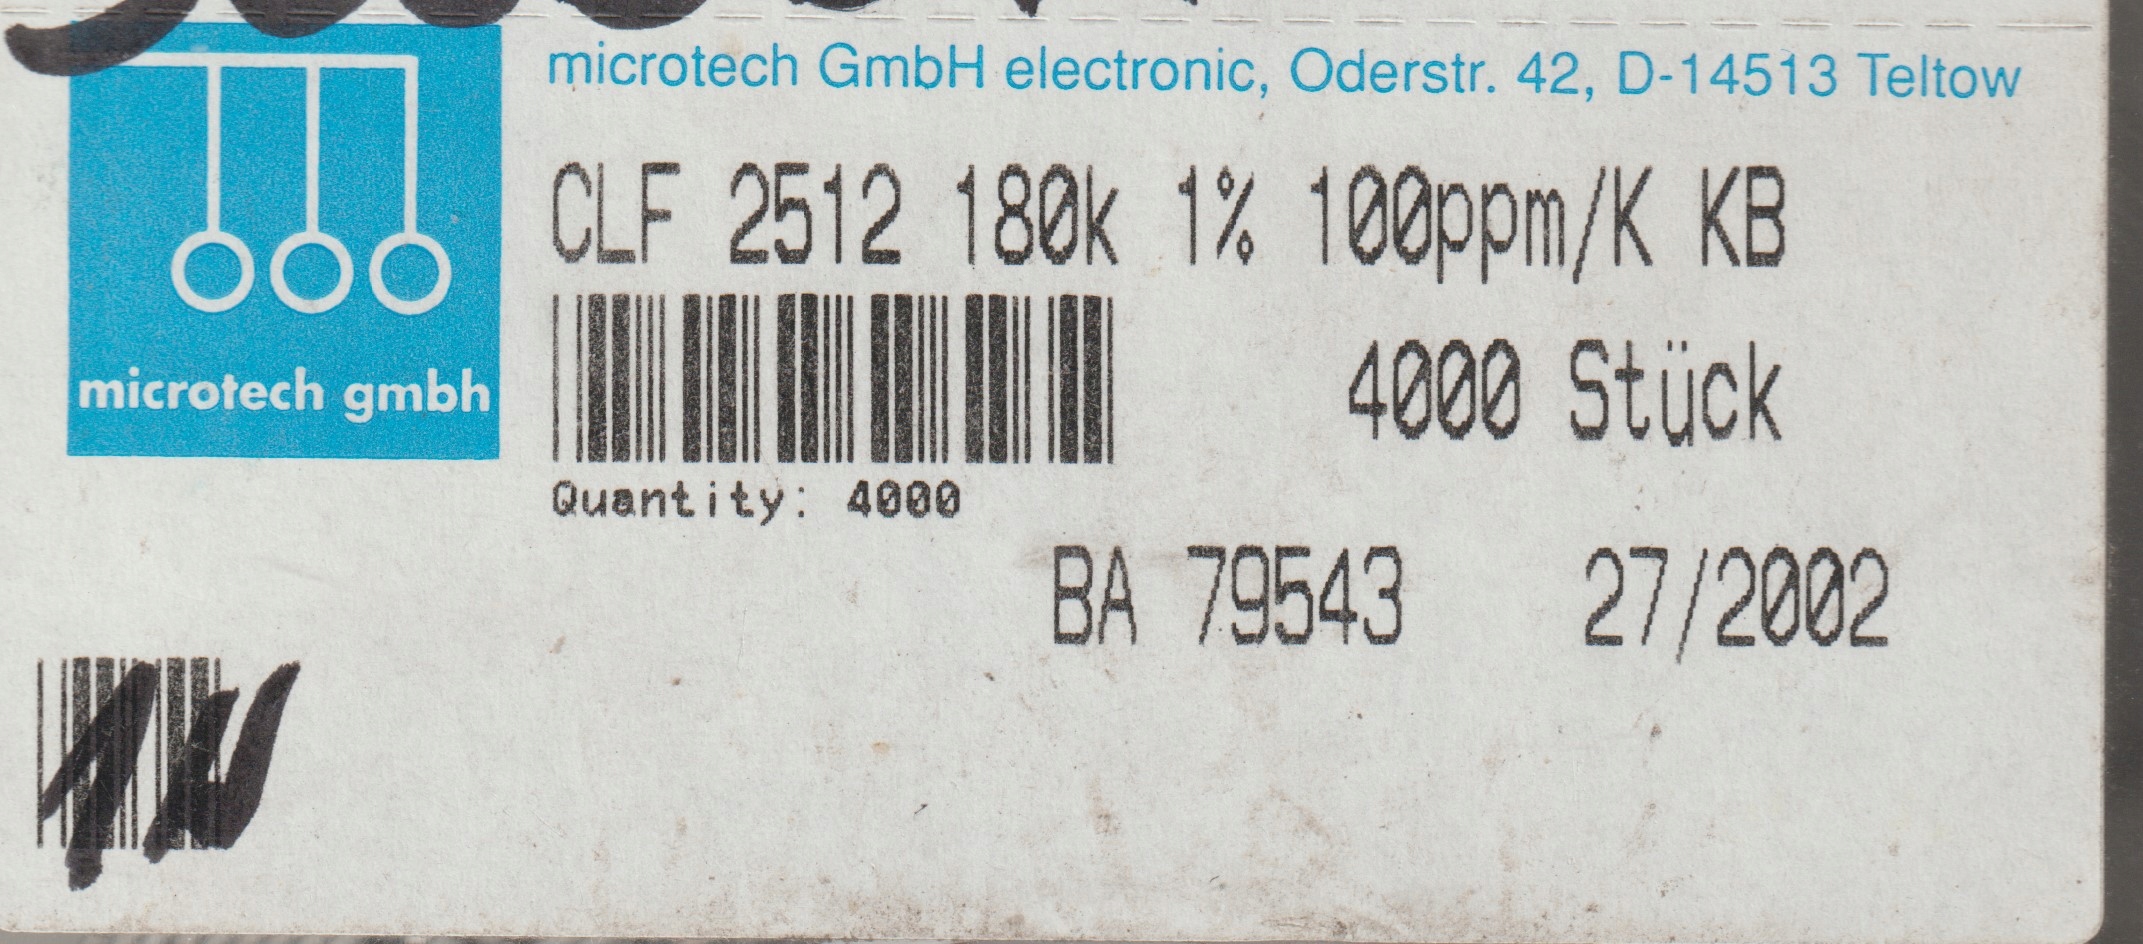 microtech GmbH electronic, Oderstr. 42, D-14513 Teltow
microtech gmbh
CLF 2512 180k 1% 100ppm/K KB
4000 Stück
Quantity: 4000
BA 79543 27/2002